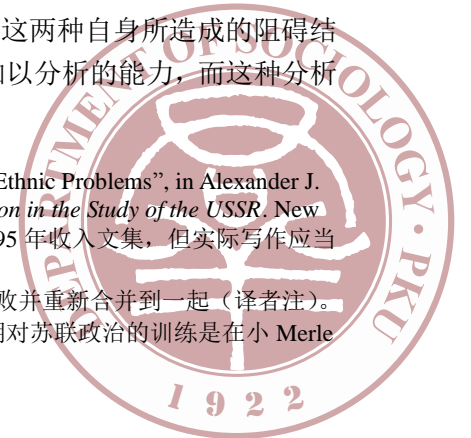 这两种自身所造成的阻碍结
加以分析的能力，而这种分析
Ethnic Problems”, in Alexander J.
on in the Study of the USSR. New
95 年收入文集，但实际写作应当
败并重新合并到一起（译者注）。
期对苏联政治的训练是在小 Merle
DEPARTMENT OF SOCIOLOGY · PKU
1922